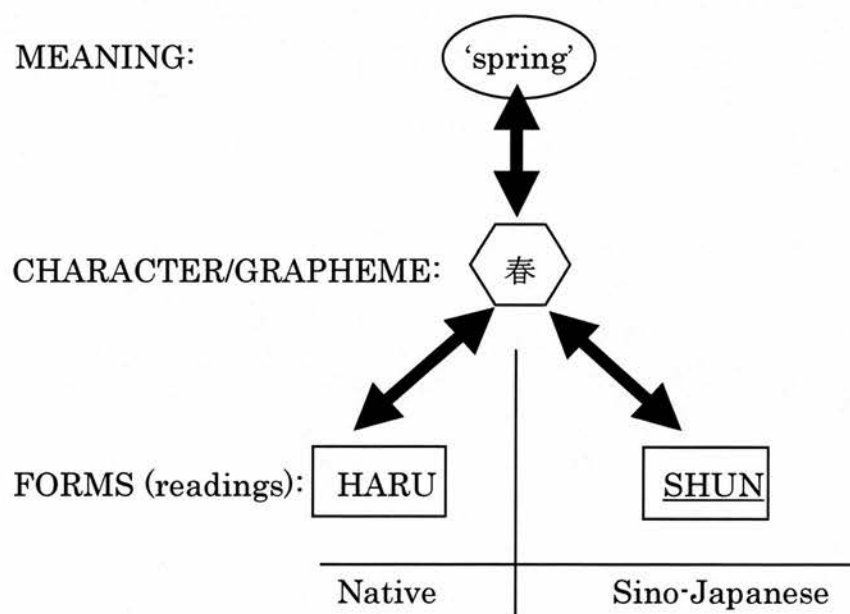 MEANING: ‘spring’
CHARACTER/GRAPHEME: 春
FORMS (readings): HARU SHUN
Native Sino-Japanese